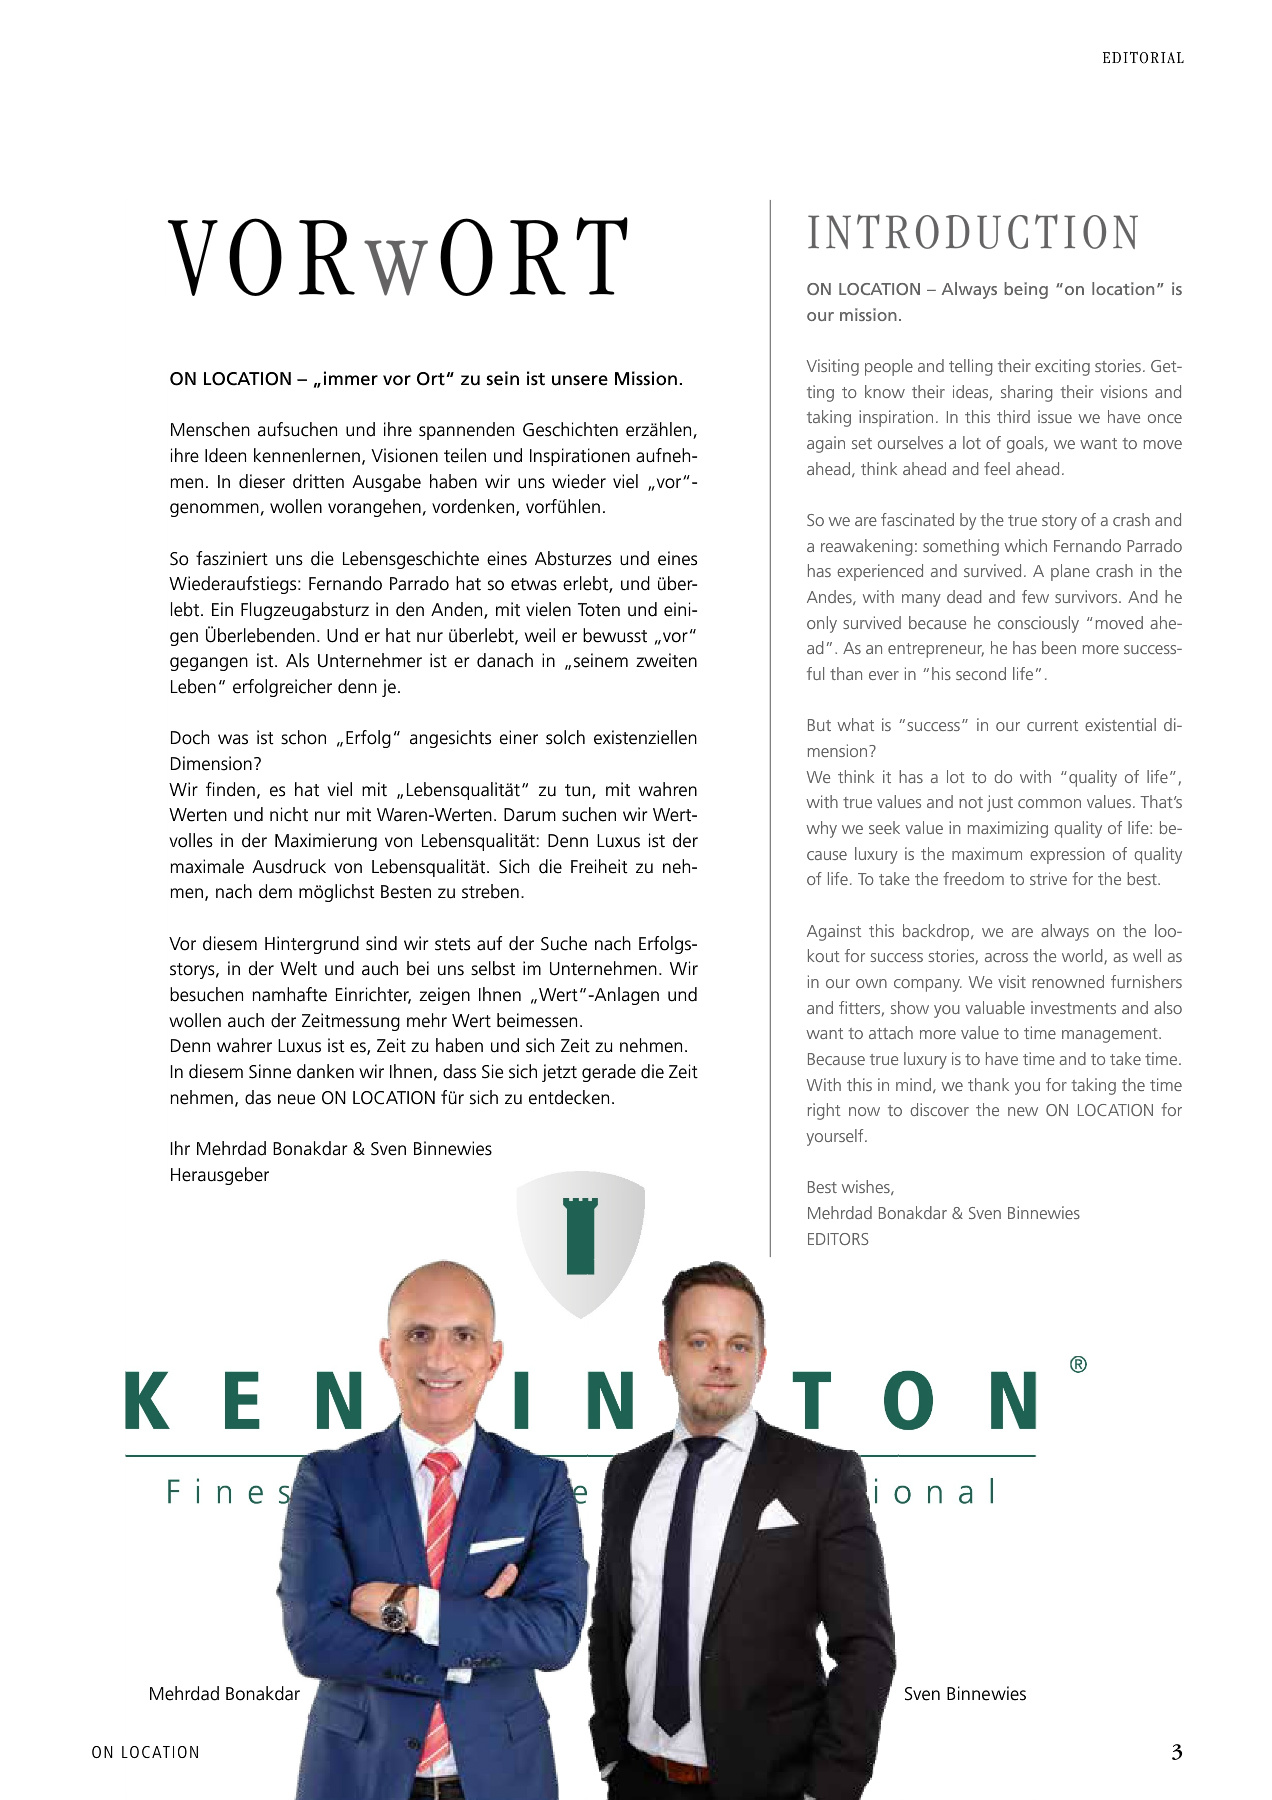 EDITORIAL
VORwORT
ON LOCATION – „immer vor Ort“ zu sein ist unsere Mission.
Menschen aufsuchen und ihre spannenden Geschichten erzählen,
ihre Ideen kennenlernen, Visionen teilen und Inspirationen aufneh-
men. In dieser dritten Ausgabe haben wir uns wieder viel „vor“-
genommen, wollen vorangehen, vordenken, vorfühlen.
So fasziniert uns die Lebensgeschichte eines Absturzes und eines
Wiederaufstiegs: Fernando Parrado hat so etwas erlebt, und über-
lebt. Ein Flugzeugabsturz in den Anden, mit vielen Toten und eini-
gen Überlebenden. Und er hat nur überlebt, weil er bewusst „vor“
gegangen ist. Als Unternehmer ist er danach in „seinem zweiten
Leben“ erfolgreicher denn je.
Doch was ist schon „Erfolg“ angesichts einer solch existenziellen
Dimension?
Wir finden, es hat viel mit „Lebensqualität“ zu tun, mit wahren
Werten und nicht nur mit Waren-Werten. Darum suchen wir Wert-
volles in der Maximierung von Lebensqualität: Denn Luxus ist der
maximale Ausdruck von Lebensqualität. Sich die Freiheit zu neh-
men, nach dem möglichst Besten zu streben.
Vor diesem Hintergrund sind wir stets auf der Suche nach Erfolgs-
storys, in der Welt und auch bei uns selbst im Unternehmen. Wir
besuchen namhafte Einrichter, zeigen Ihnen „Wert“-Anlagen und
wollen auch der Zeitmessung mehr Wert beimessen.
Denn wahrer Luxus ist es, Zeit zu haben und sich Zeit zu nehmen.
In diesem Sinne danken wir Ihnen, dass Sie sich jetzt gerade die Zeit
nehmen, das neue ON LOCATION für sich zu entdecken.
Ihr Mehrdad Bonakdar & Sven Binnewies
Herausgeber
INTRODUCTION
ON LOCATION – Always being “on location” is
our mission.
Visiting people and telling their exciting stories. Get-
ting to know their ideas, sharing their visions and
taking inspiration. In this third issue we have once
again set ourselves a lot of goals, we want to move
ahead, think ahead and feel ahead.
So we are fascinated by the true story of a crash and
a reawakening: something which Fernando Parrado
has experienced and survived. A plane crash in the
Andes, with many dead and few survivors. And he
only survived because he consciously “moved ahe-
ad”. As an entrepreneur, he has been more success-
ful than ever in “his second life”.
But what is “success” in our current existential di-
mension?
We think it has a lot to do with “quality of life”,
with true values and not just common values. That’s
why we seek value in maximizing quality of life: be-
cause luxury is the maximum expression of quality
of life. To take the freedom to strive for the best.
Against this backdrop, we are always on the loo-
kout for success stories, across the world, as well as
in our own company. We visit renowned furnishers
and fitters, show you valuable investments and also
want to attach more value to time management.
Because true luxury is to have time and to take time.
With this in mind, we thank you for taking the time
right now to discover the new ON LOCATION for
yourself.
Best wishes,
Mehrdad Bonakdar & Sven Binnewies
EDITORS
KEN IN TON ®
Fines e ional
Mehrdad Bonakdar
Sven Binnewies
ON LOCATION
3